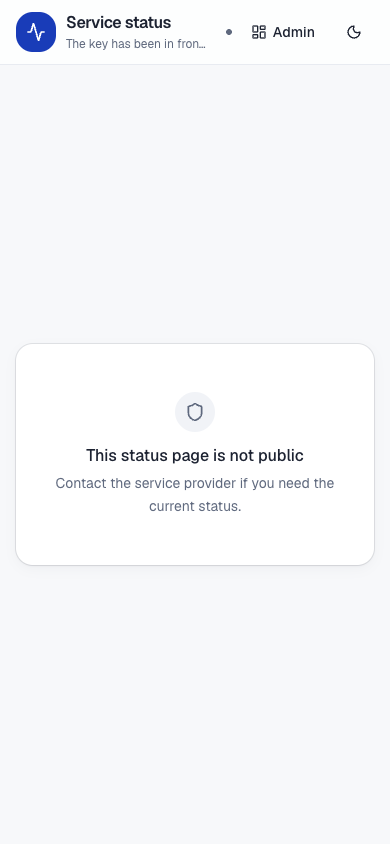 Service status
The key has been in fron...
Admin
This status page is not public
Contact the service provider if you need the
current status.